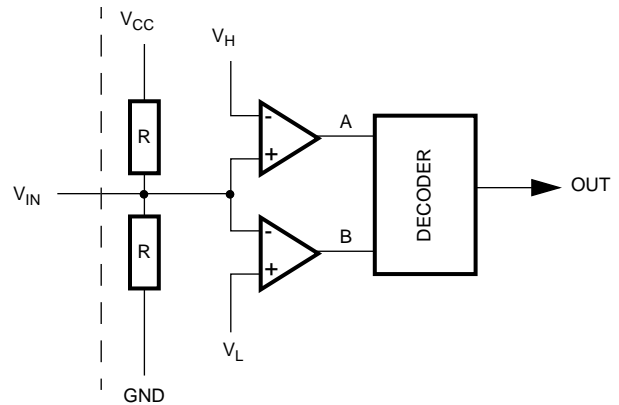 V_CC
V_H
-
A
R
+
V_IN
DECODER
OUT
R
-
B
+
V_L
GND